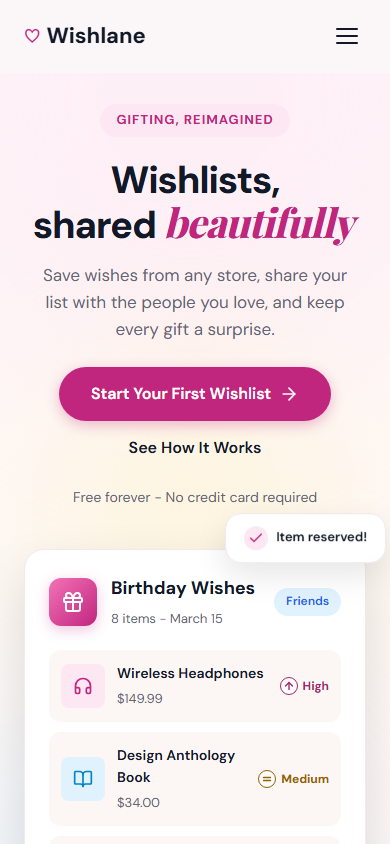 Wishlane
GIFTING, REIMAGINED
Wishlists,
shared beautifully
Save wishes from any store, share your
list with the people you love, and keep
every gift a surprise.
Start Your First Wishlist
See How It Works
Free forever - No credit card required
Item reserved!
Birthday Wishes
8 items - March 15
Friends
Wireless Headphones
$149.99
High
Design Anthology
Book
$34.00
Medium